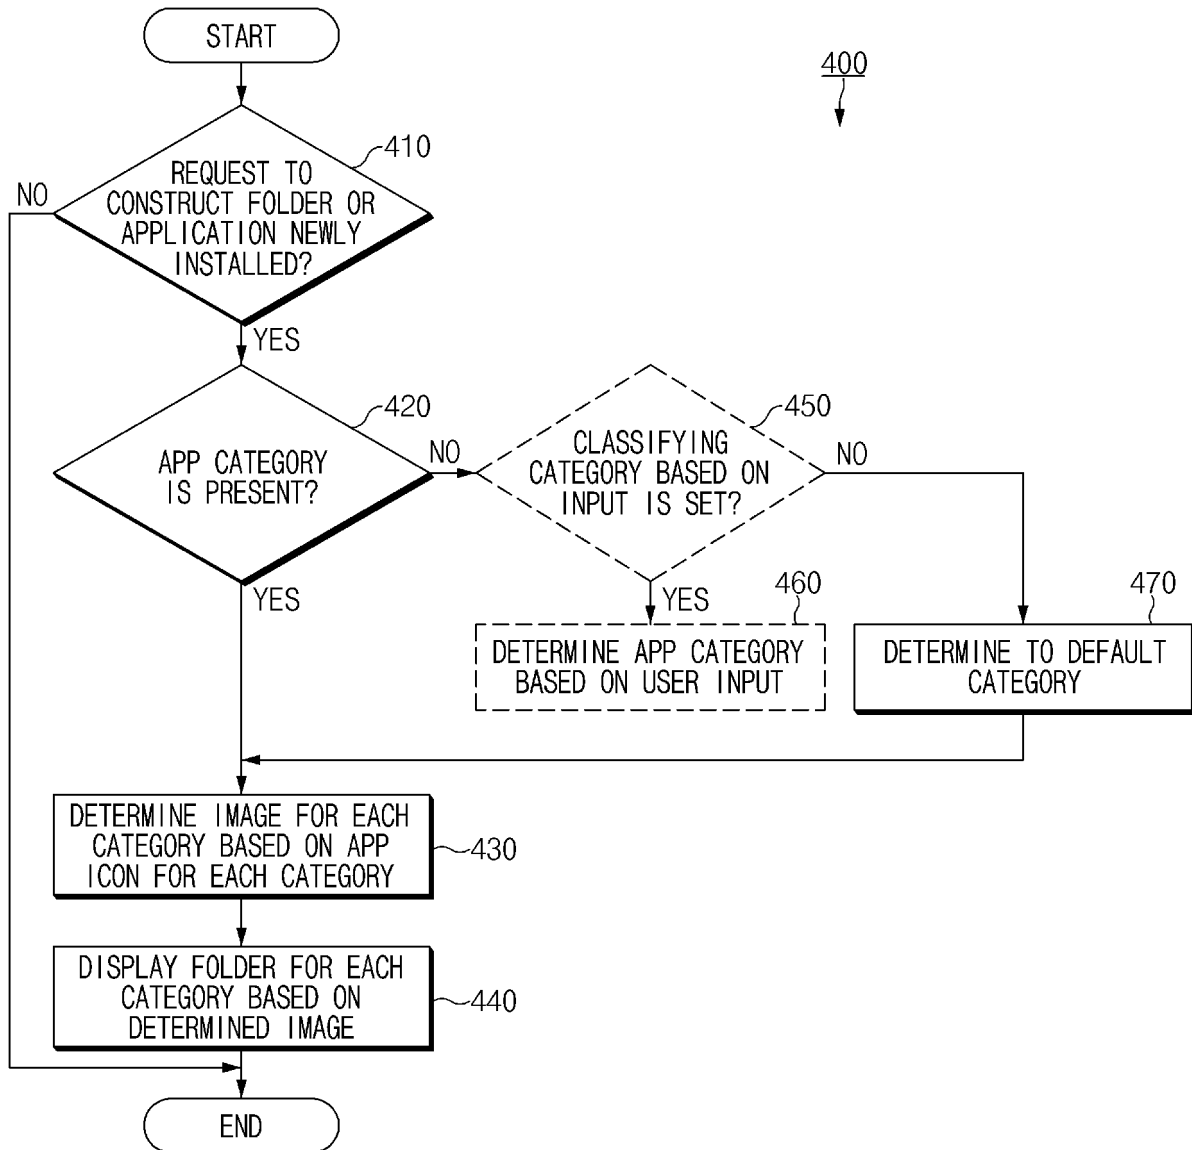 START
400
410
REQUEST TO
CONSTRUCT FOLDER OR
APPLICATION NEWLY
INSTALLED?
NO
YES
420
APP CATEGORY
IS PRESENT?
NO
YES
450
CLASSIFYING
CATEGORY BASED ON
INPUT IS SET?
NO
YES
460
DETERMINE APP CATEGORY
BASED ON USER INPUT
470
DETERMINE TO DEFAULT
CATEGORY
DETERMINE IMAGE FOR EACH
CATEGORY BASED ON APP
ICON FOR EACH CATEGORY
430
DISPLAY FOLDER FOR EACH
CATEGORY BASED ON
DETERMINED IMAGE
440
END